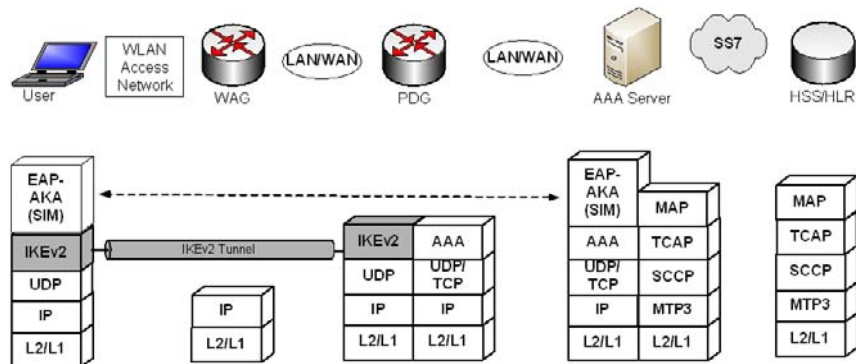 User
WLAN
Access
Network
WAG
LAN/WAN
PDG
LAN/WAN
AAA Server
SS7
HSS/HLR
EAP-
AKA
(SIM)
IKEv2
UDP
IP
L2/L1
IKEv2 Tunnel
IP
L2/L1
IKEv2
UDP
IP
L2/L1
AAA
UDP/
TCP
IP
L2/L1
EAP-
AKA
(SIM)
AAA
UDP/
TCP
IP
L2/L1
MAP
TCAP
SCCP
MTP3
L2/L1
MAP
TCAP
SCCP
MTP3
L2/L1